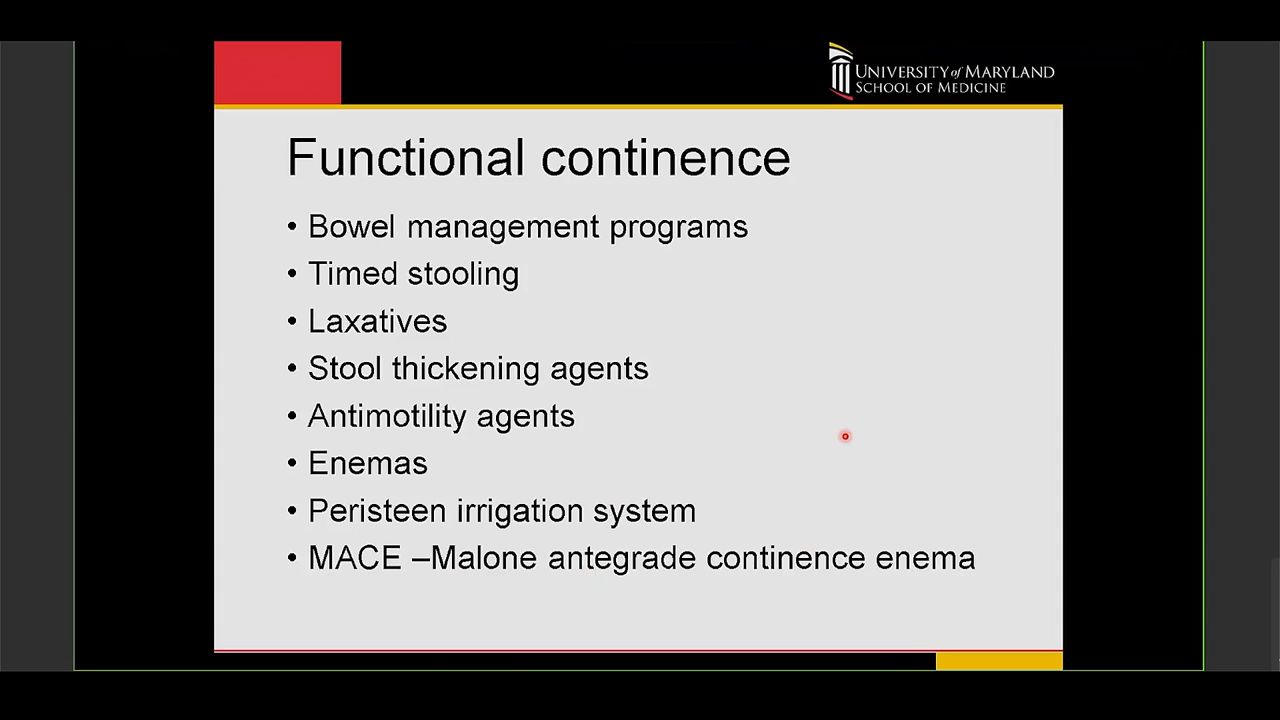 UNIVERSITY of MARYLAND
SCHOOL OF MEDICINE
Functional continence
• Bowel management programs
• Timed stooling
• Laxatives
• Stool thickening agents
• Antimotility agents
• Enemas
• Peristeen irrigation system
• MACE –Malone antegrade continence enema